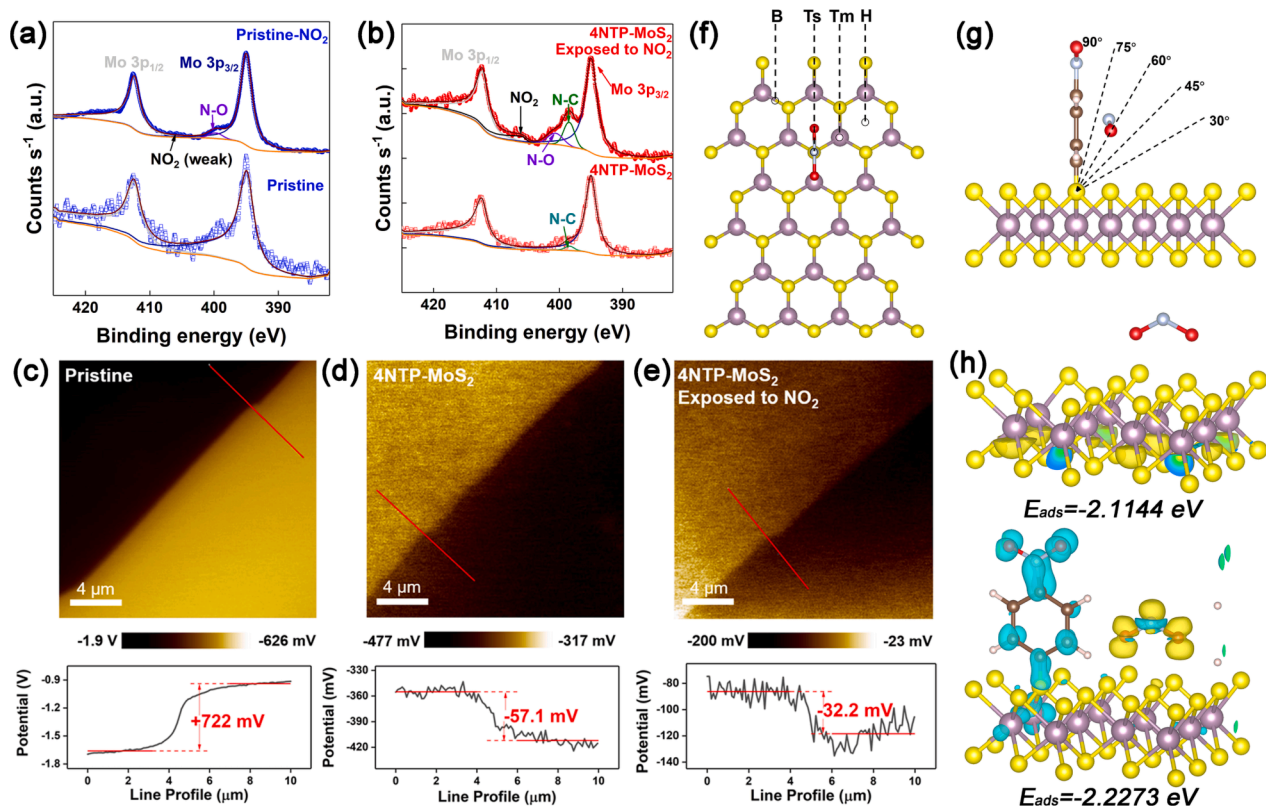 (a)
Pristine-NO₂
Mo 3p₁/₂ Mo 3p₃/₂
N-O
NO₂ (weak)
Pristine
Counts s⁻¹ (a.u.)
420 410 400 390
Binding energy (eV)
(b)
4NTP-MoS₂
Exposed to NO₂
Mo 3p₁/₂
NO₂
N-C
Mo 3p₃/₂
N-O
4NTP-MoS₂
N-C
Counts s⁻¹ (a.u.)
420 410 400 390
Binding energy (eV)
(f)
B Ts Tm H
(g)
90°
75°
60°
45°
30°
(c)
Pristine
4 μm
-1.9 V -626 mV
Potential (V)
-0.9
-1.2
-1.5
-1.8
+722 mV
0 2 4 6 8 10
Line Profile (μm)
(d)
4NTP-MoS₂
4 μm
-477 mV -317 mV
Potential (mV)
-330
-360
-390
-420
-57.1 mV
0 2 4 6 8 10
Line Profile (μm)
(e)
4NTP-MoS₂
Exposed to NO₂
4 μm
-200 mV -23 mV
Potential (mV)
-80
-100
-120
-140
-32.2 mV
0 2 4 6 8 10
Line Profile (μm)
(h)
Eads=-2.1144 eV
Eads=-2.2273 eV